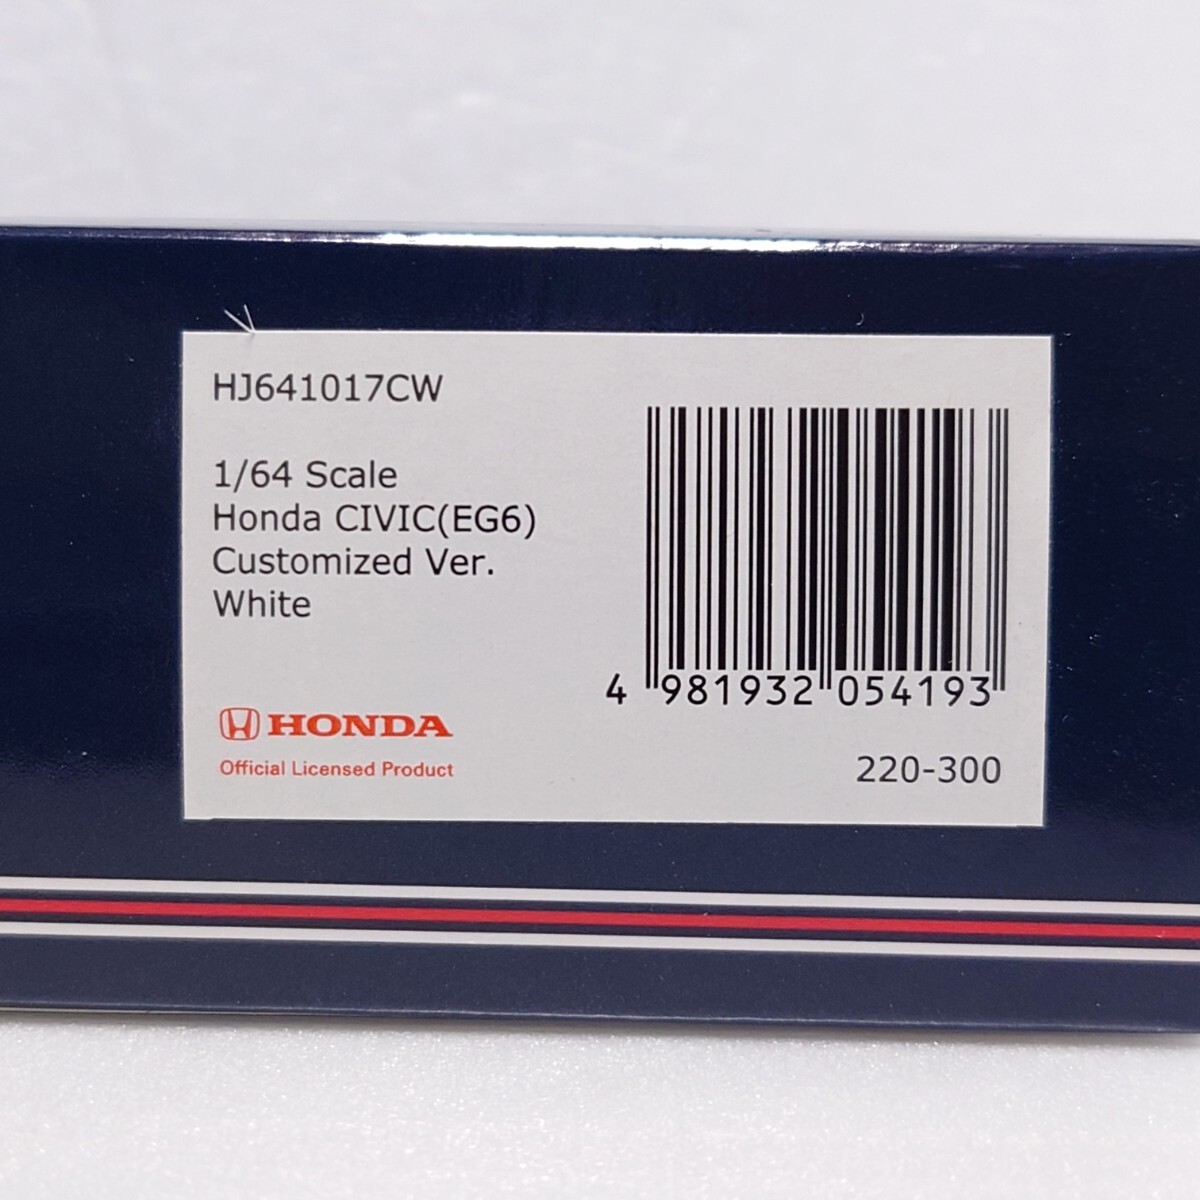 HJ641017CW
1/64 Scale
Honda CIVIC(EG6)
Customized Ver.
White
HONDA
Official Licensed Product
4 981932 054193
220-300